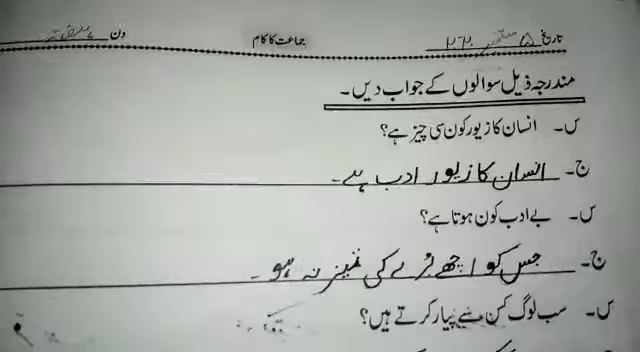 تاریخ ۵ ستمبر جماعت کا کام دن
مندرجہ ذیل سوالوں کے جواب دیں۔
س۔ انسان کا زیور کون سی چیز ہے؟
ج۔ انسان کا زیور ادب ہے۔
س۔ بے ادب کون ہوتا ہے؟
ج۔ جس کو اچھے بُرے کی تمیز نہ ہو۔
س۔ سب لوگ کس سے پیار کرتے ہیں؟